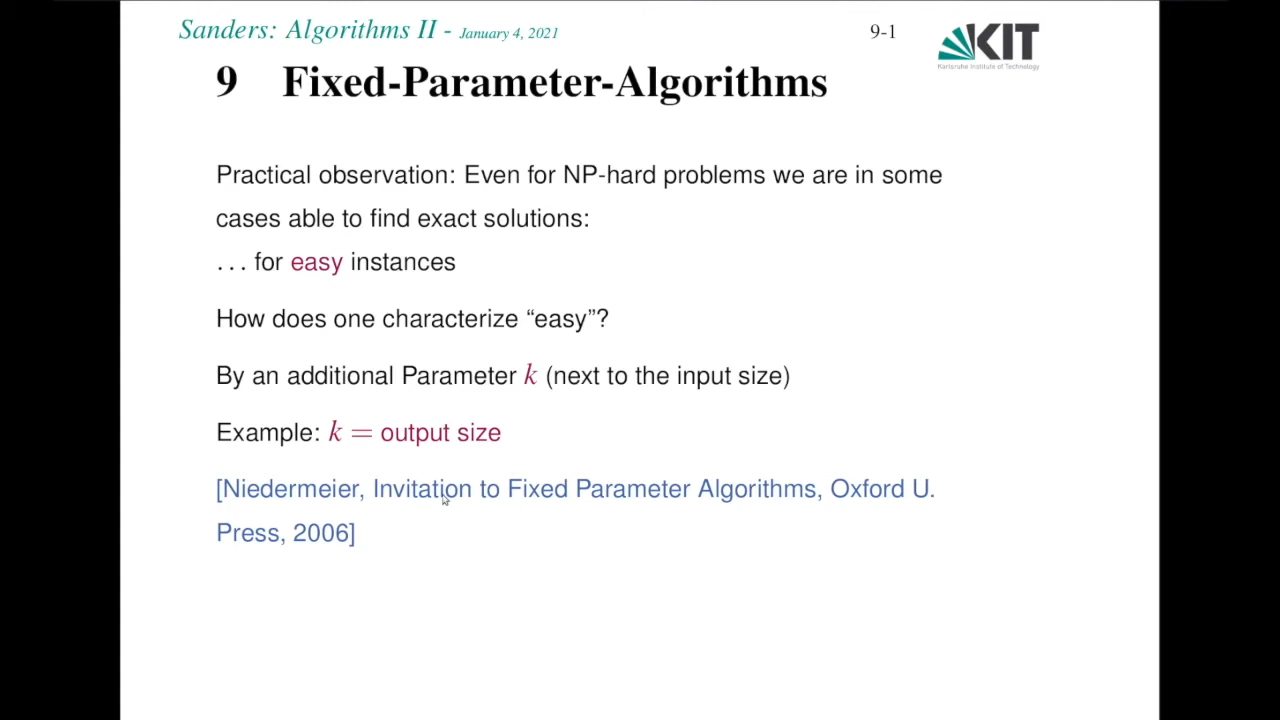 Sanders: Algorithms II - January 4, 2021
9-1
KIT
Karlsruhe Institute of Technology
9 Fixed-Parameter-Algorithms
Practical observation: Even for NP-hard problems we are in some
cases able to find exact solutions:
. . . for easy instances
How does one characterize “easy”?
By an additional Parameter k (next to the input size)
Example: k = output size
[Niedermeier, Invitation to Fixed Parameter Algorithms, Oxford U.
Press, 2006]